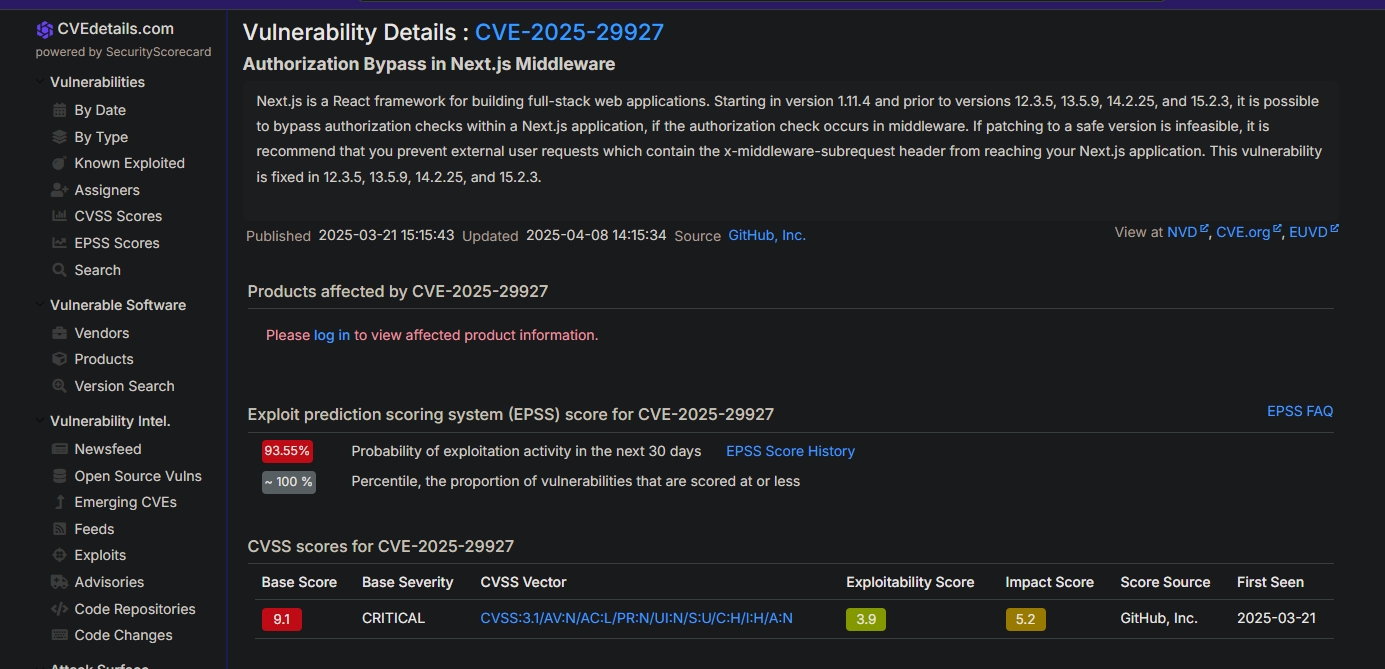 CVEdetails.com
powered by SecurityScorecard
Vulnerabilities
By Date
By Type
Known Exploited
Assigners
CVSS Scores
EPSS Scores
Search
Vulnerable Software
Vendors
Products
Version Search
Vulnerability Intel.
Newsfeed
Open Source Vulns
Emerging CVEs
Feeds
Exploits
Advisories
Code Repositories
Code Changes
Attack Surface
Vulnerability Details : CVE-2025-29927
Authorization Bypass in Next.js Middleware
Next.js is a React framework for building full-stack web applications. Starting in version 1.11.4 and prior to versions 12.3.5, 13.5.9, 14.2.25, and 15.2.3, it is possible
to bypass authorization checks within a Next.js application, if the authorization check occurs in middleware. If patching to a safe version is infeasible, it is
recommend that you prevent external user requests which contain the x-middleware-subrequest header from reaching your Next.js application. This vulnerability
is fixed in 12.3.5, 13.5.9, 14.2.25, and 15.2.3.
Published 2025-03-21 15:15:43 Updated 2025-04-08 14:15:34 Source GitHub, Inc.
View at NVD, CVE.org, EUVD
Products affected by CVE-2025-29927
Please log in to view affected product information.
Exploit prediction scoring system (EPSS) score for CVE-2025-29927
EPSS FAQ
93.55% Probability of exploitation activity in the next 30 days EPSS Score History
~ 100 % Percentile, the proportion of vulnerabilities that are scored at or less
CVSS scores for CVE-2025-29927
Base Score Base Severity CVSS Vector Exploitability Score Impact Score Score Source First Seen
9.1 CRITICAL CVSS:3.1/AV:N/AC:L/PR:N/UI:N/S:U/C:H/I:H/A:N 3.9 5.2 GitHub, Inc. 2025-03-21